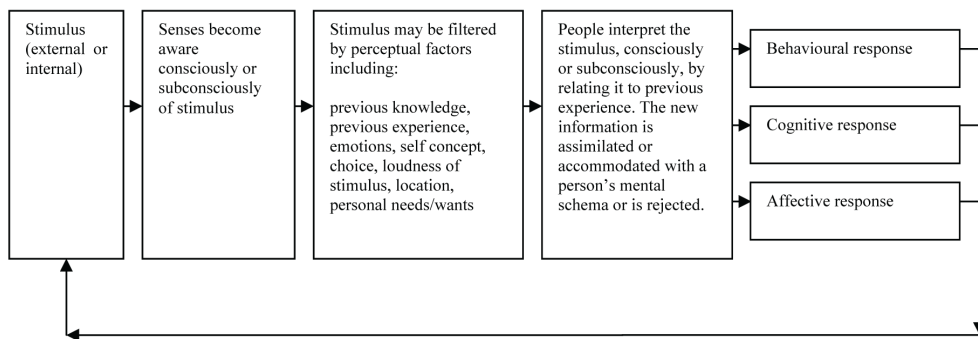 Stimulus
(external or
internal)
Senses become
aware
consciously or
subconsciously
of stimulus
Stimulus may be filtered
by perceptual factors
including:
previous knowledge,
previous experience,
emotions, self concept,
choice, loudness of
stimulus, location,
personal needs/wants
People interpret the
stimulus, consciously
or subconsciously, by
relating it to previous
experience. The new
information is
assimilated or
accommodated with a
person’s mental
schema or is rejected.
Behavioural response
Cognitive response
Affective response